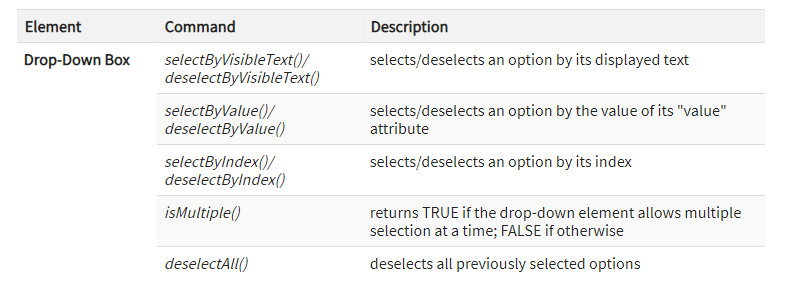 Element Command Description
Drop-Down Box selectByVisibleText()/ selects/deselects an option by its displayed text
deselectByVisibleText()
selectByValue()/ selects/deselects an option by the value of its "value"
deselectByValue() attribute
selectByIndex()/ selects/deselects an option by its index
deselectByIndex()
isMultiple() returns TRUE if the drop-down element allows multiple
selection at a time; FALSE if otherwise
deselectAll() deselects all previously selected options